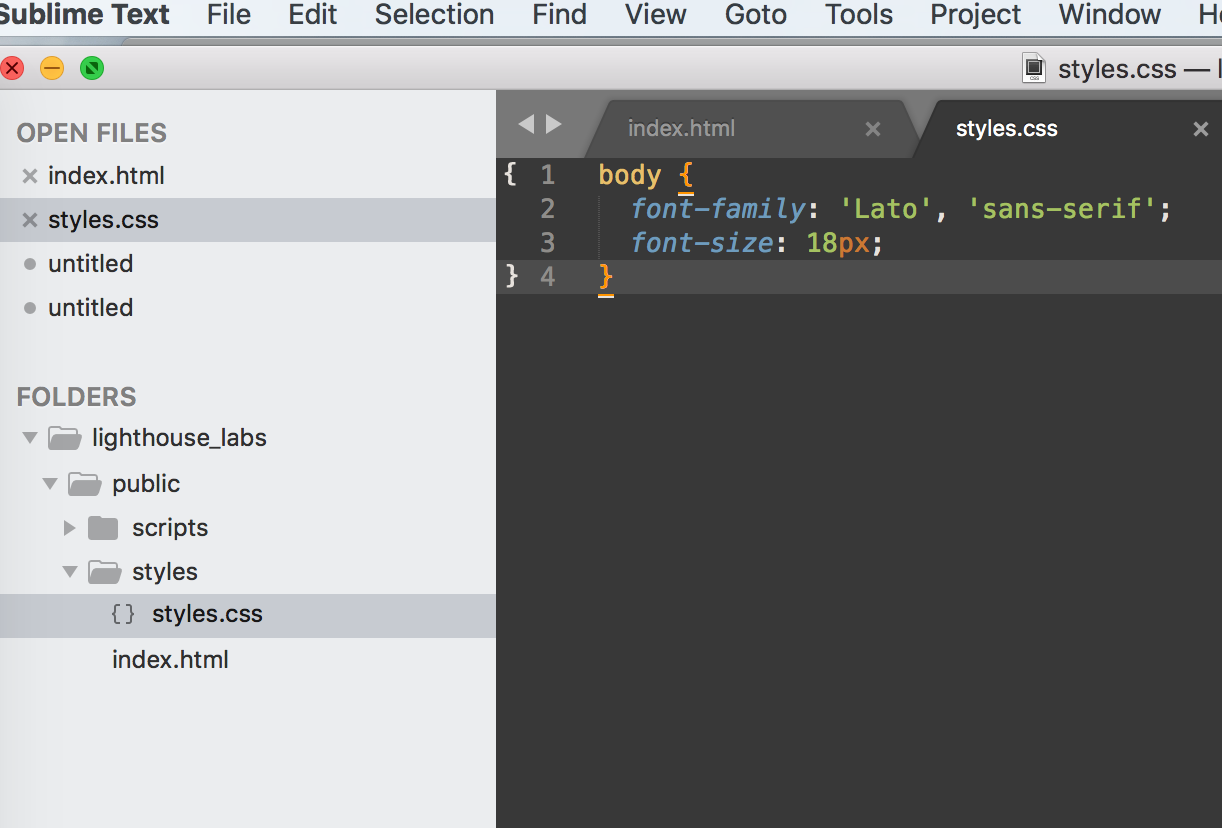 Sublime Text File Edit Selection Find View Goto Tools Project Window
styles.css —
OPEN FILES
index.html
styles.css
untitled
untitled
FOLDERS
lighthouse_labs
public
scripts
styles
{} styles.css
index.html
index.html styles.css
{ 1 body {
2 font-family: 'Lato', 'sans-serif';
3 font-size: 18px;
} 4 }